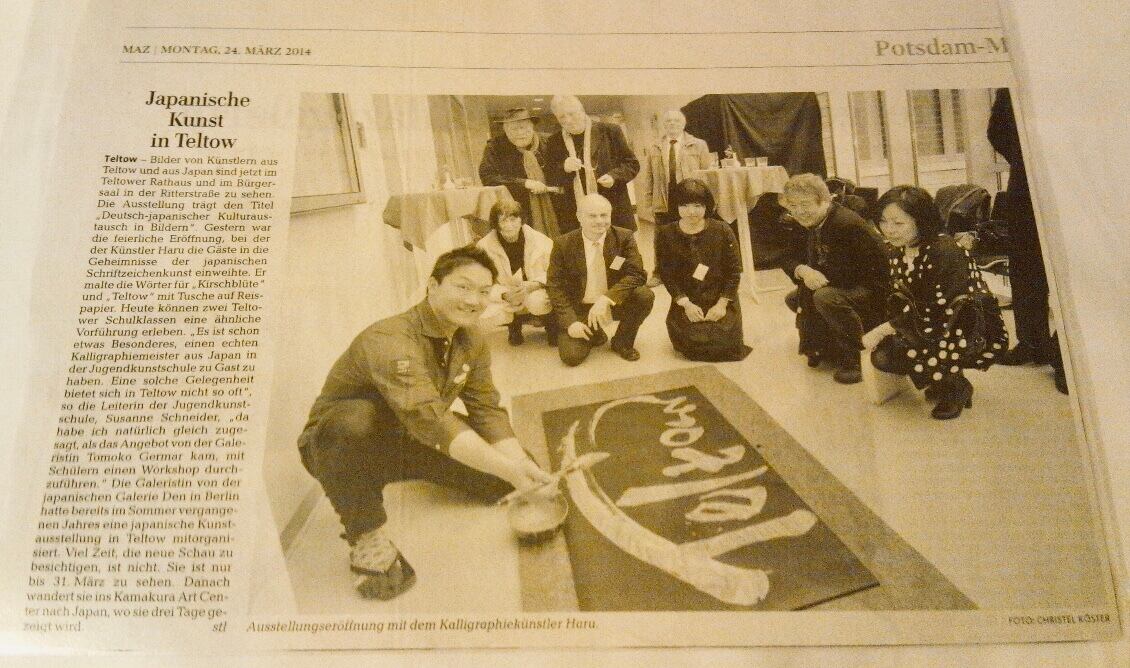 MAZ | MONTAG, 24. MÄRZ 2014
Potsdam-M
Japanische
Kunst
in Teltow
Teltow – Bilder von Künstlern aus
Teltow und aus Japan sind jetzt im
Teltower Rathaus und im Bürger-
saal in der Ritterstraße zu sehen.
Die Ausstellung trägt den Titel
„Deutsch-japanischer Kulturaus-
tausch in Bildern“. Gestern war
die feierliche Eröffnung, bei der
der Künstler Haru die Gäste in die
Geheimnisse der japanischen
Schriftzeichenkunst einweihte. Er
malte die Wörter für „Kirschblüte“
und „Teltow“ mit Tusche auf Reis-
papier. Heute können zwei Telto-
wer Schulklassen eine ähnliche
Vorführung erleben. „Es ist schon
etwas Besonderes, einen echten
Kalligraphiemeister aus Japan in
der Jugendkunstschule zu Gast zu
haben. Eine solche Gelegenheit
bietet sich in Teltow nicht so oft“,
so die Leiterin der Jugendkunst-
schule, Susanne Schneider, „da
habe ich natürlich gleich zuge-
sagt, als das Angebot von der Gale-
ristin Tomoko Germar kam, mit
Schülern einen Workshop durch-
zuführen.“ Die Galeristin von der
japanischen Galerie Den in Berlin
hatte bereits im Sommer vergange-
nen Jahres eine japanische Kunst-
ausstellung in Teltow mitorgani-
siert. Viel Zeit, die neue Schau zu
besichtigen, ist nicht. Sie ist nur
bis 31. März zu sehen. Danach
wandert sie ins Kamakura Art Cen-
ter nach Japan, wo sie drei Tage ge-
zeigt wird. stl
Teltow
Ausstellungseröffnung mit dem Kalligraphiekünstler Haru.
FOTO: CHRISTEL KÖSTER